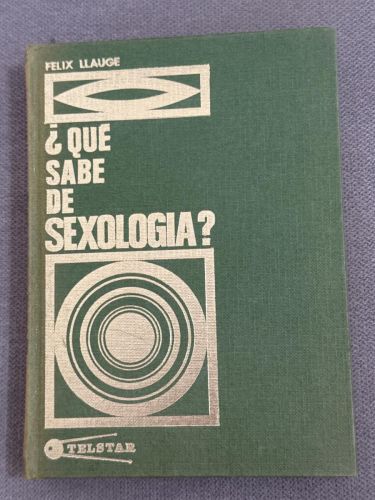 FELIX LLAUGE
¿QUE
SABE
DE
SEXOLOGIA?
TELSTAR